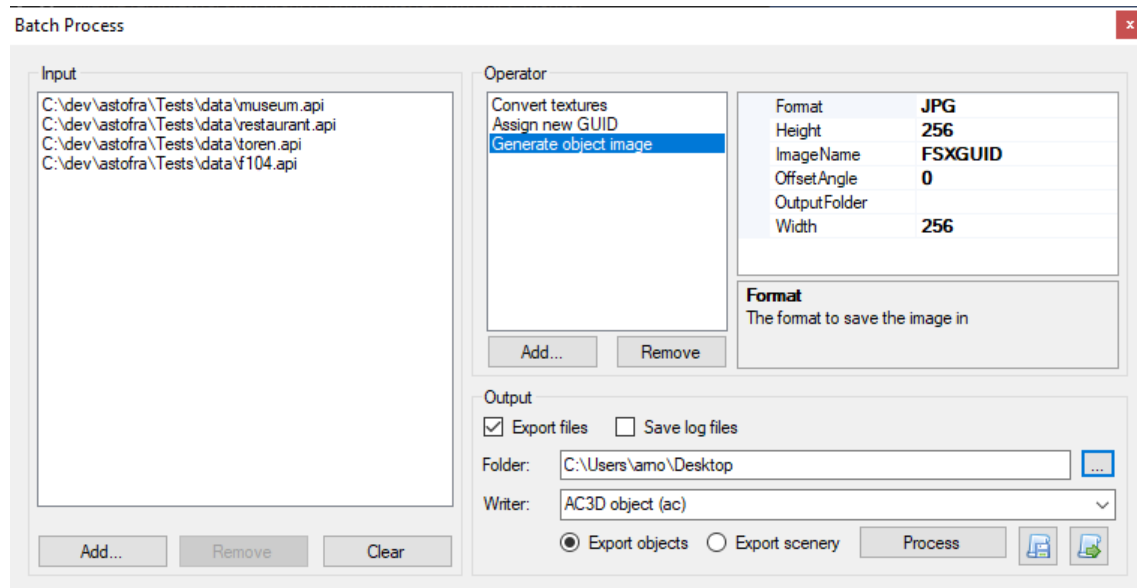 Batch Process
x
Input
C:\dev\astofra\Tests\data\museum.api
C:\dev\astofra\Tests\data\restaurant.api
C:\dev\astofra\Tests\data\toren.api
C:\dev\astofra\Tests\data\f104.api
Add...
Remove
Clear
Operator
Convert textures
Assign new GUID
Generate object image
Add...
Remove
Format JPG
Height 256
ImageName FSXGUID
OffsetAngle 0
OutputFolder
Width 256
Format
The format to save the image in
Output
Export files Save log files
Folder: C:\Users\arno\Desktop ...
Writer: AC3D object (ac)
Export objects Export scenery Process